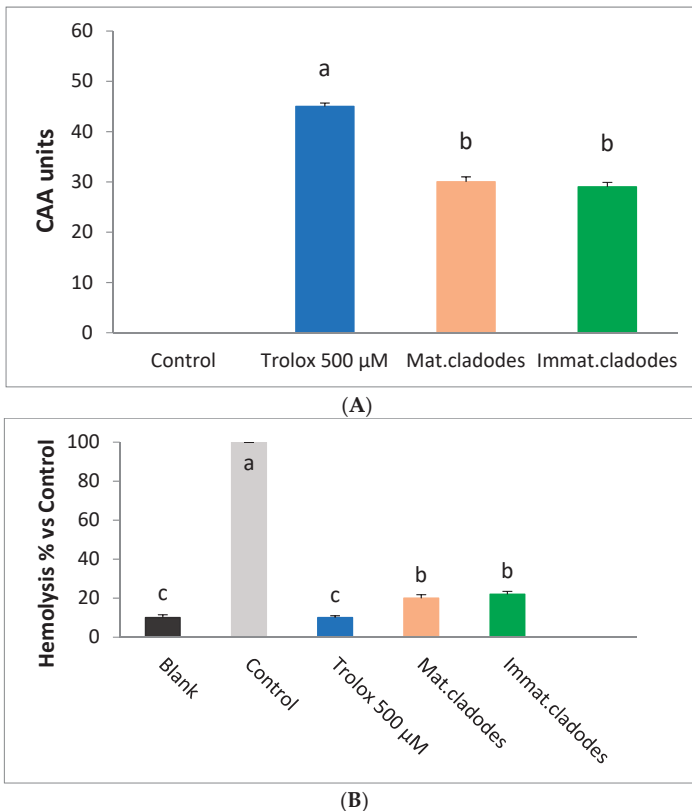 60
50
40
30
20
10
0
CAA units
a
b
b
Control
Trolox 500 µM
Mat.cladodes
Immat.cladodes
(A)
100
80
60
40
20
0
Hemolysis % vs Control
c
a
c
b
b
Blank
Control
Trolox 500 µM
Mat.cladodes
Immat.cladodes
(B)